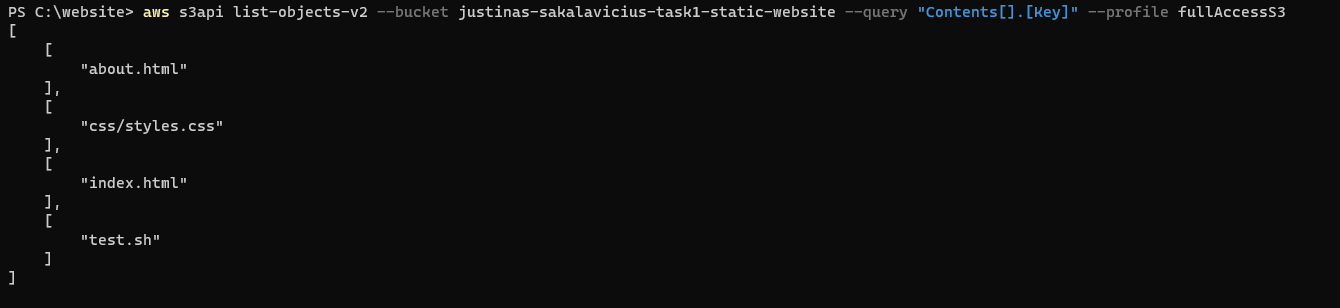 PS C:\website> aws s3api list-objects-v2 --bucket justinas-sakalavicius-task1-static-website --query "Contents[].[Key]" --profile fullAccessS3
[
    [
        "about.html"
    ],
    [
        "css/styles.css"
    ],
    [
        "index.html"
    ],
    [
        "test.sh"
    ]
]